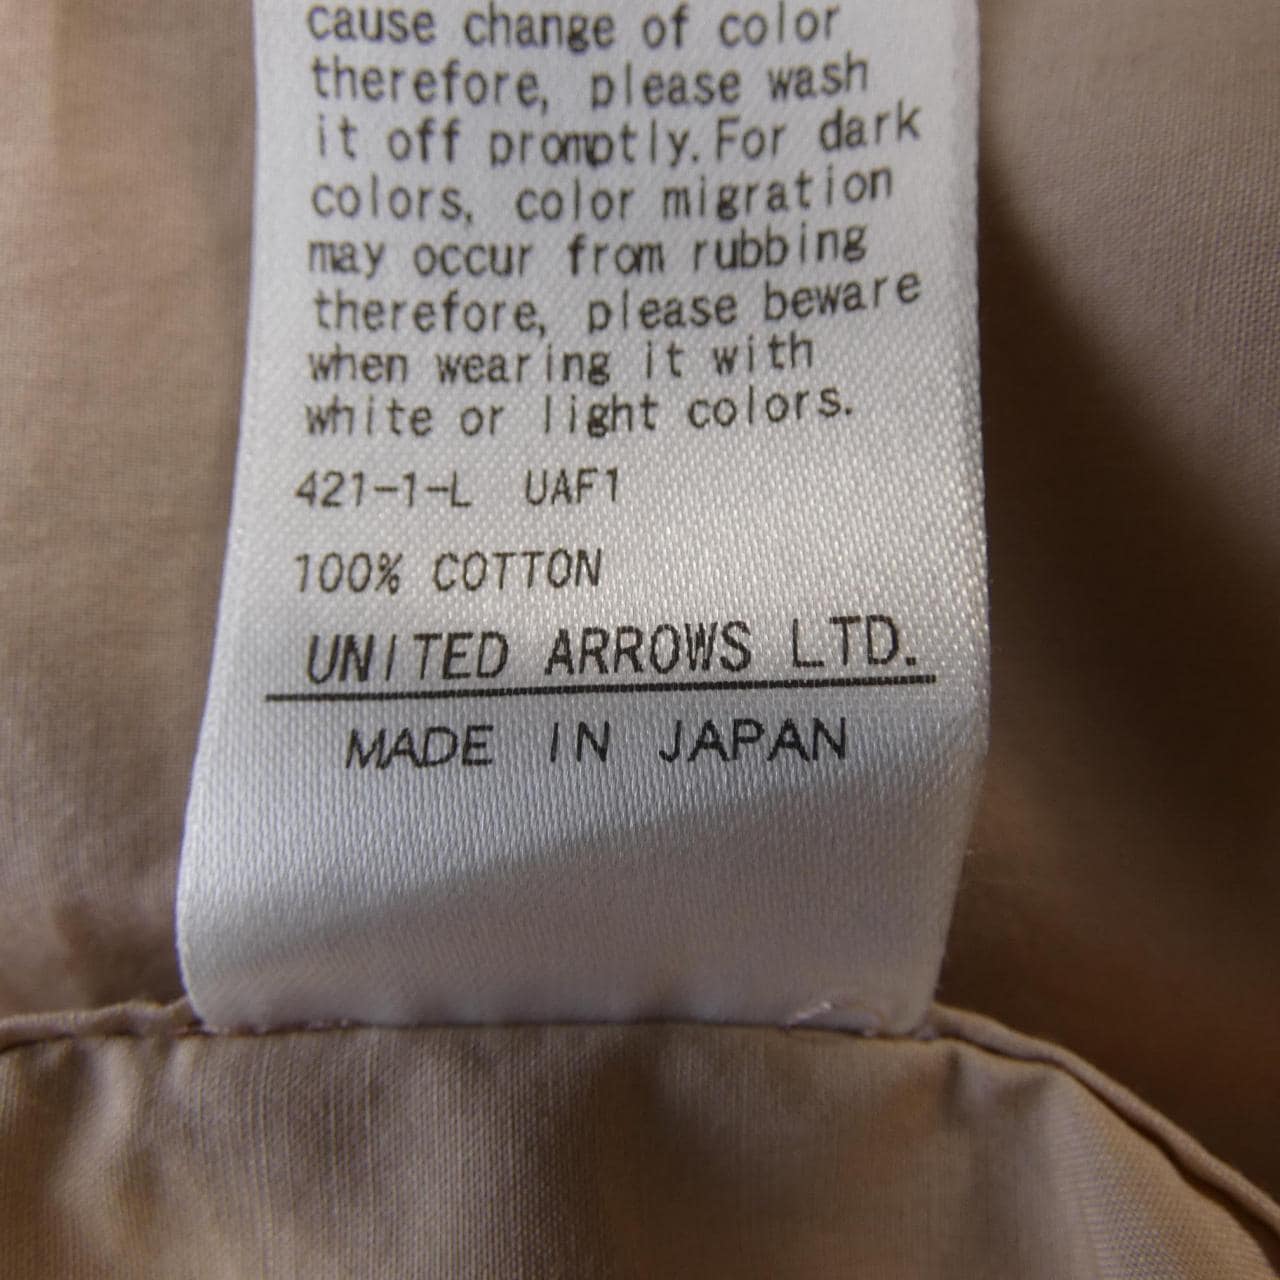 cause change of color
therefore, please wash
it off promptly.For dark
colors, color migration
may occur from rubbing
therefore, please beware
when wearing it with
white or light colors.
421-1-L UAF1
100% COTTON
UNITED ARROWS LTD.
MADE IN JAPAN